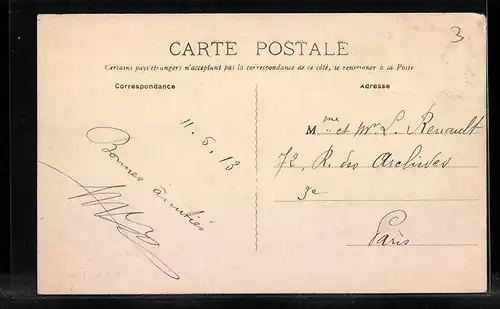 3
CARTE POSTALE
Certains pays étrangers n'acceptent pas la correspondance de ce côté, se renseigner à la Poste
Correspondance
Adresse
11. 5. 13
Bonnes amitiés
Mme et Mr L. Renault
72, R. des Archives
3e
Paris